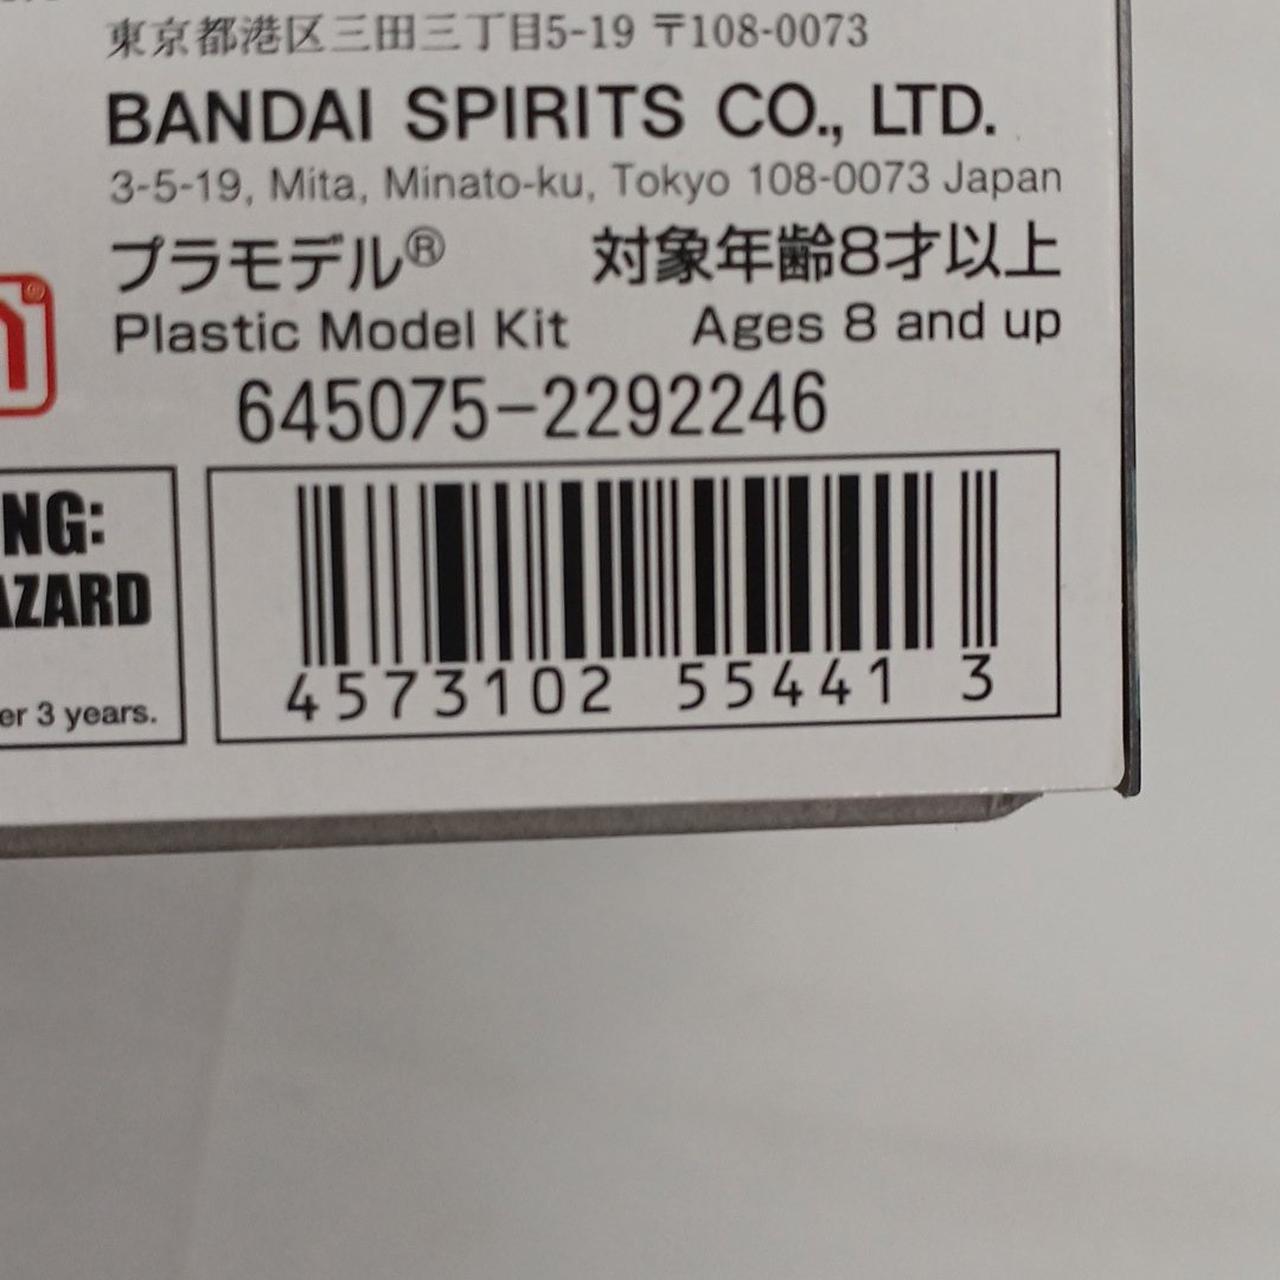 東京都港区三田三丁目5-19 〒108-0073
BANDAI SPIRITS CO., LTD.
3-5-19, Mita, Minato-ku, Tokyo 108-0073 Japan
プラモデル® 対象年齢8才以上
Plastic Model Kit Ages 8 and up
645075-2292246
NG:
AZARD
er 3 years.
4573102 55441 3